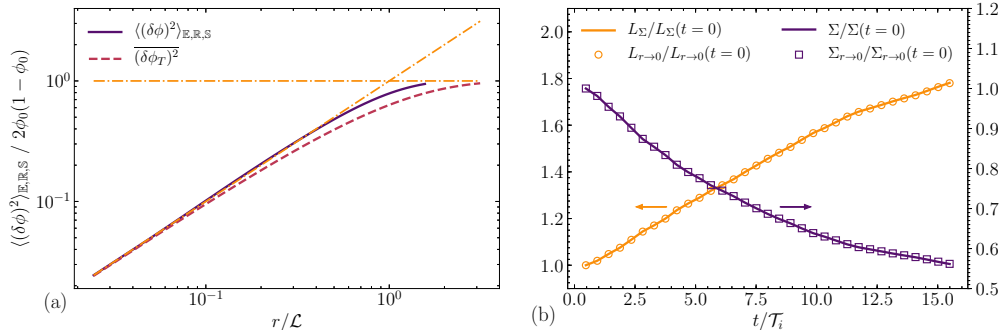 ⟨(δϕ)²⟩_{𝔼,ℝ,𝕊} / 2ϕ₀(1 − ϕ₀)
⟨(δϕ)²⟩_{𝔼,ℝ,𝕊}
\overline{(δϕ_T)²}
10⁰
10⁻¹
(a)
10⁻¹
10⁰
r/ℒ
L_Σ/L_Σ(t = 0)
L_{r→0}/L_{r→0}(t = 0)
Σ/Σ(t = 0)
Σ_{r→0}/Σ_{r→0}(t = 0)
2.0
1.8
1.6
1.4
1.2
1.0
1.2
1.1
1.0
0.9
0.8
0.7
0.6
0.5
(b)
0.0 2.5 5.0 7.5 10.0 12.5 15.0
t/𝒯_i